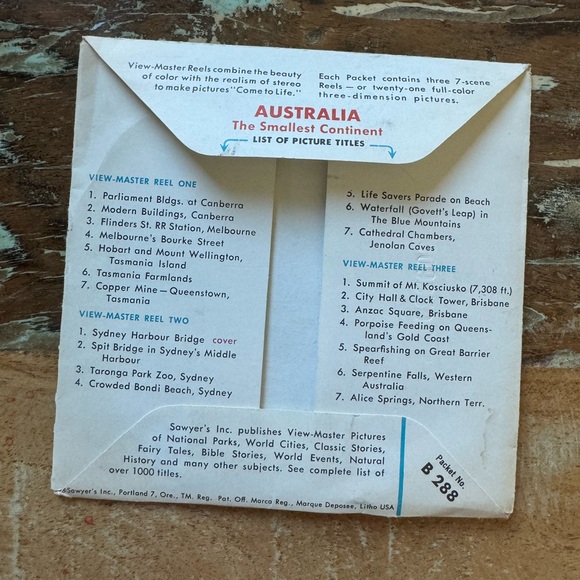 View-Master Reels combine the beauty
of color with the realism of stereo
to make pictures "Come to Life."
Each Packet contains three 7-scene
Reels — or twenty-one full-color
three-dimension pictures.
AUSTRALIA
The Smallest Continent
LIST OF PICTURE TITLES
VIEW-MASTER REEL ONE
1. Parliament Bldgs. at Canberra
2. Modern Buildings, Canberra
3. Flinders St. RR Station, Melbourne
4. Melbourne's Bourke Street
5. Hobart and Mount Wellington,
Tasmania Island
6. Tasmania Farmlands
7. Copper Mine — Queenstown,
Tasmania
VIEW-MASTER REEL TWO
1. Sydney Harbour Bridge cover
2. Spit Bridge in Sydney's Middle
Harbour
3. Taronga Park Zoo, Sydney
4. Crowded Bondi Beach, Sydney
5. Life Savers Parade on Beach
6. Waterfall (Govett's Leap) in
The Blue Mountains
7. Cathedral Chambers,
Jenolan Caves
VIEW-MASTER REEL THREE
1. Summit of Mt. Kosciusko (7,308 ft.)
2. City Hall & Clock Tower, Brisbane
3. Anzac Square, Brisbane
4. Porpoise Feeding on Queens-
land's Gold Coast
5. Spearfishing on Great Barrier
Reef
6. Serpentine Falls, Western
Australia
7. Alice Springs, Northern Terr.
Sawyer's Inc. publishes View-Master Pictures
of National Parks, World Cities, Classic Stories,
Fairy Tales, Bible Stories, World Events, Natural
History and many other subjects. See complete list of
over 1000 titles.
Sawyer's Inc., Portland 7, Ore., TM. Reg. Pat. Off. Marca Reg., Marque Deposee, Litho USA
Packet No.
B 288